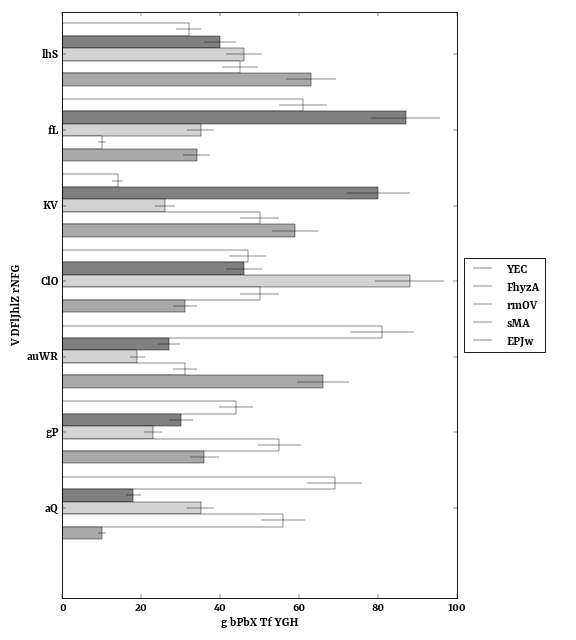 lhS
fL
KV
ClO
auWR
gP
aQ
V DFlJhlZ rNFG
0 20 40 60 80 100
g bPbX Tf YGH
YEC
FhyzA
rmOV
sMA
EPJw